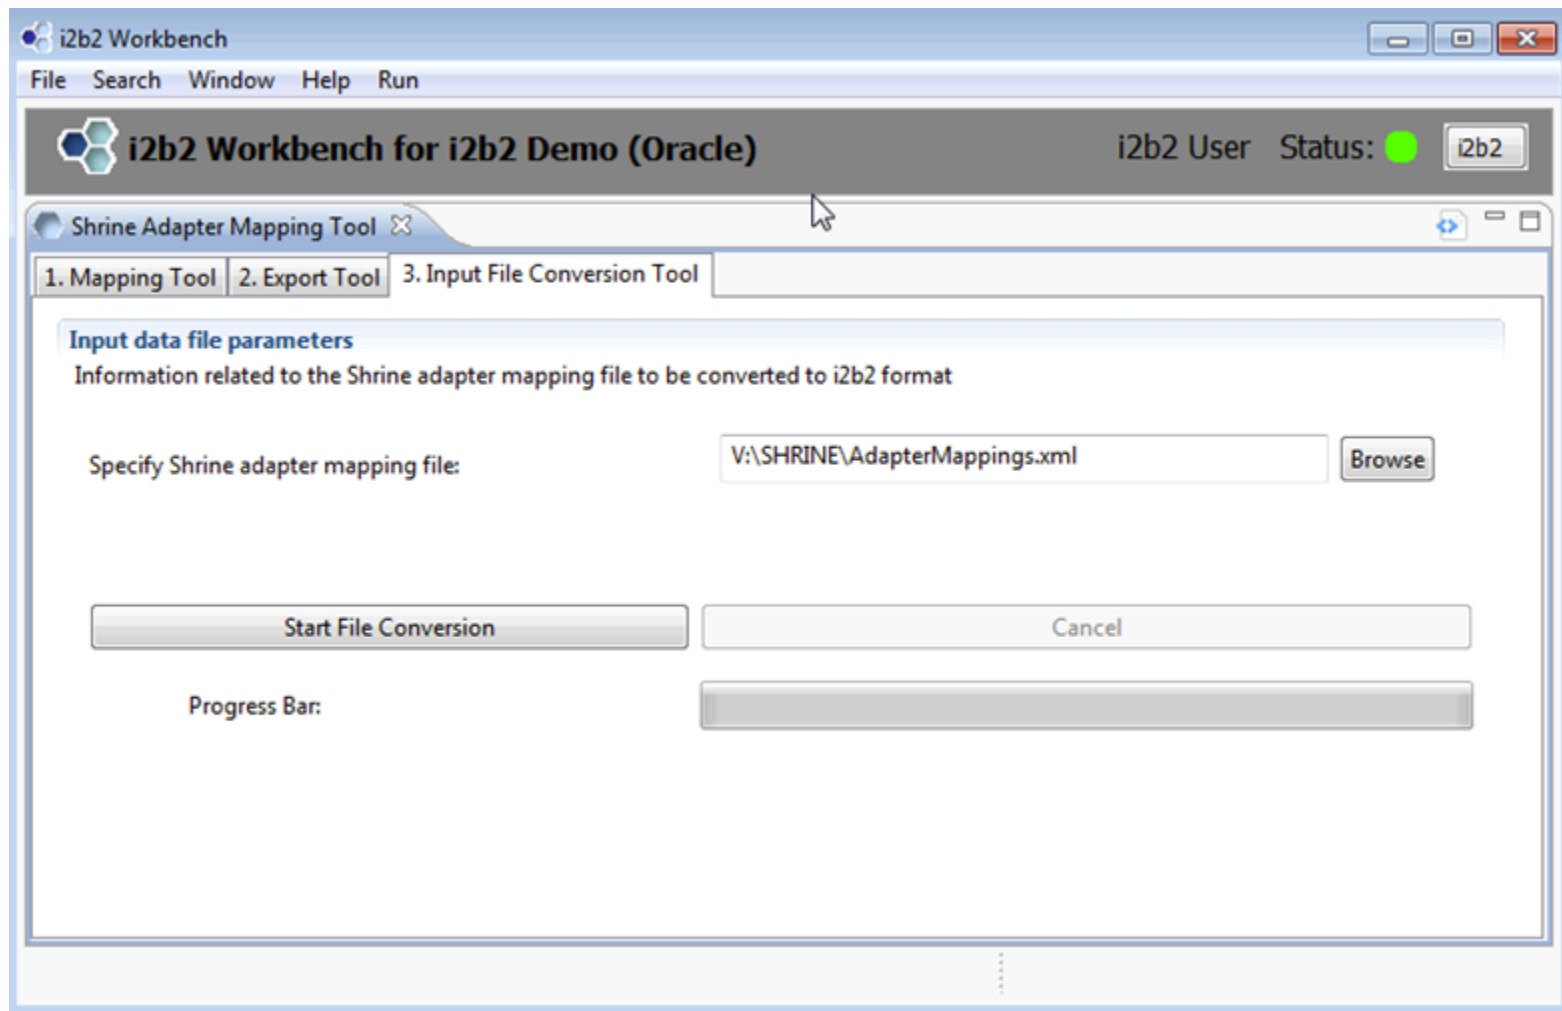 i2b2 Workbench
File Search Window Help Run
i2b2 Workbench for i2b2 Demo (Oracle) i2b2 User Status: i2b2
Shrine Adapter Mapping Tool
1. Mapping Tool 2. Export Tool 3. Input File Conversion Tool
Input data file parameters
Information related to the Shrine adapter mapping file to be converted to i2b2 format
Specify Shrine adapter mapping file: V:\SHRINE\AdapterMappings.xml Browse
Start File Conversion Cancel
Progress Bar: